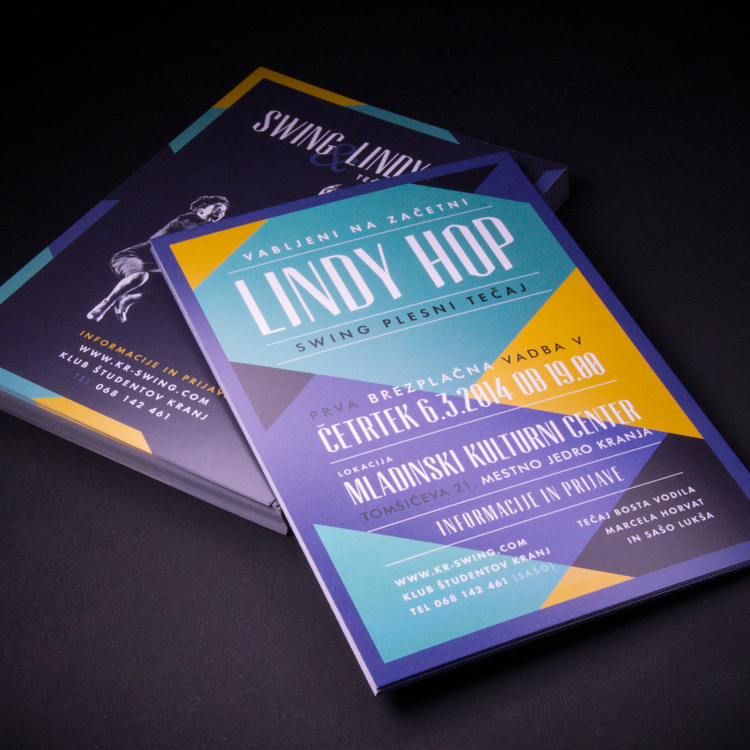 SWING
& LINDY
INFORMACIJE IN PRIJAVE
WWW.KR-SWING.COM
KLUB ŠTUDENTOV KRANJ
TEL 068 142 461
VABLJENI NA ZAČETNI
LINDY HOP
SWING PLESNI TEČAJ
PRVA BREZPLAČNA VADBA V
ČETRTEK 6.3.2014 OB 19.00
LOKACIJA
MLADINSKI KULTURNI CENTER
TOMŠIČEVA 21, MESTNO JEDRO KRANJA
INFORMACIJE IN PRIJAVE
WWW.KR-SWING.COM
KLUB ŠTUDENTOV KRANJ
TEL 068 142 461 (SAŠO)
TEČAJ BOSTA VODILA
MARCELA HORVAT
IN SAŠO LUKŠA